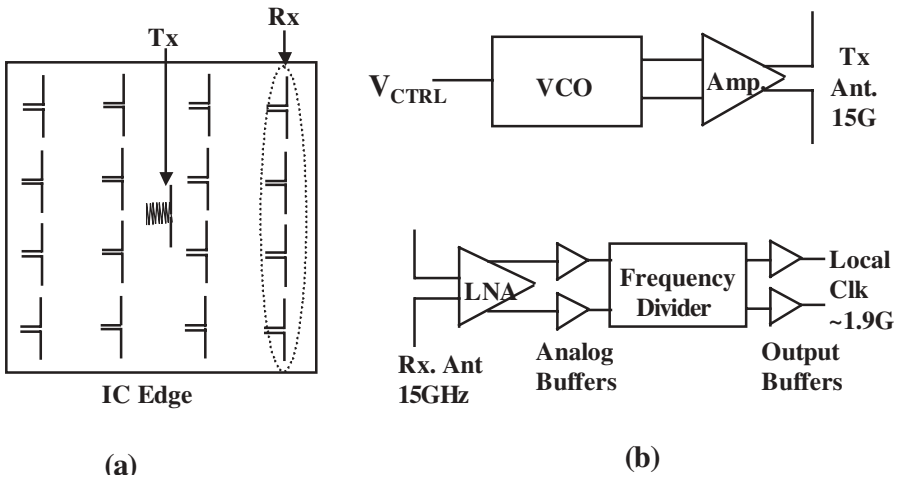 Tx
Rx
IC Edge
(a)
V_CTRL
VCO
Amp.
Tx
Ant.
15G
LNA
Rx. Ant
15GHz
Analog
Buffers
Frequency
Divider
Output
Buffers
Local
Clk
~1.9G
(b)